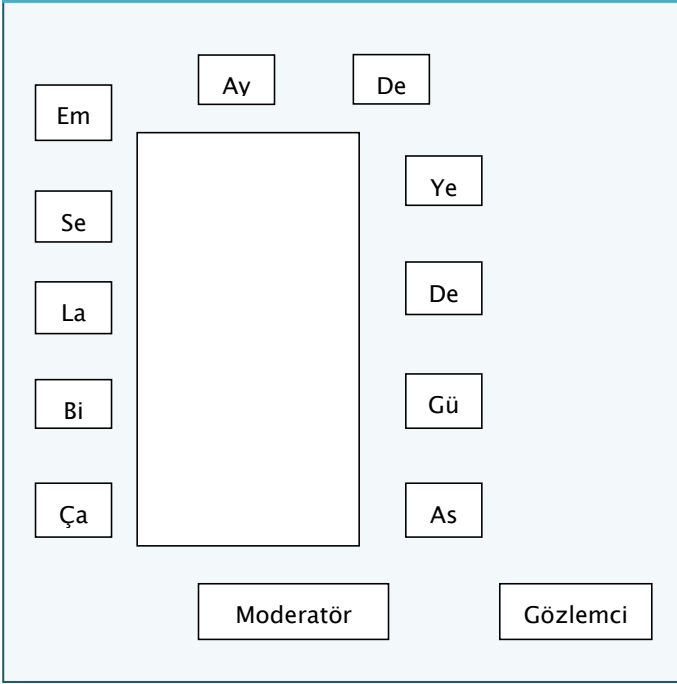 Ay
De
Em
Ye
Se
De
La
Bi
Gü
Ça
As
Moderatör
Gözlemci